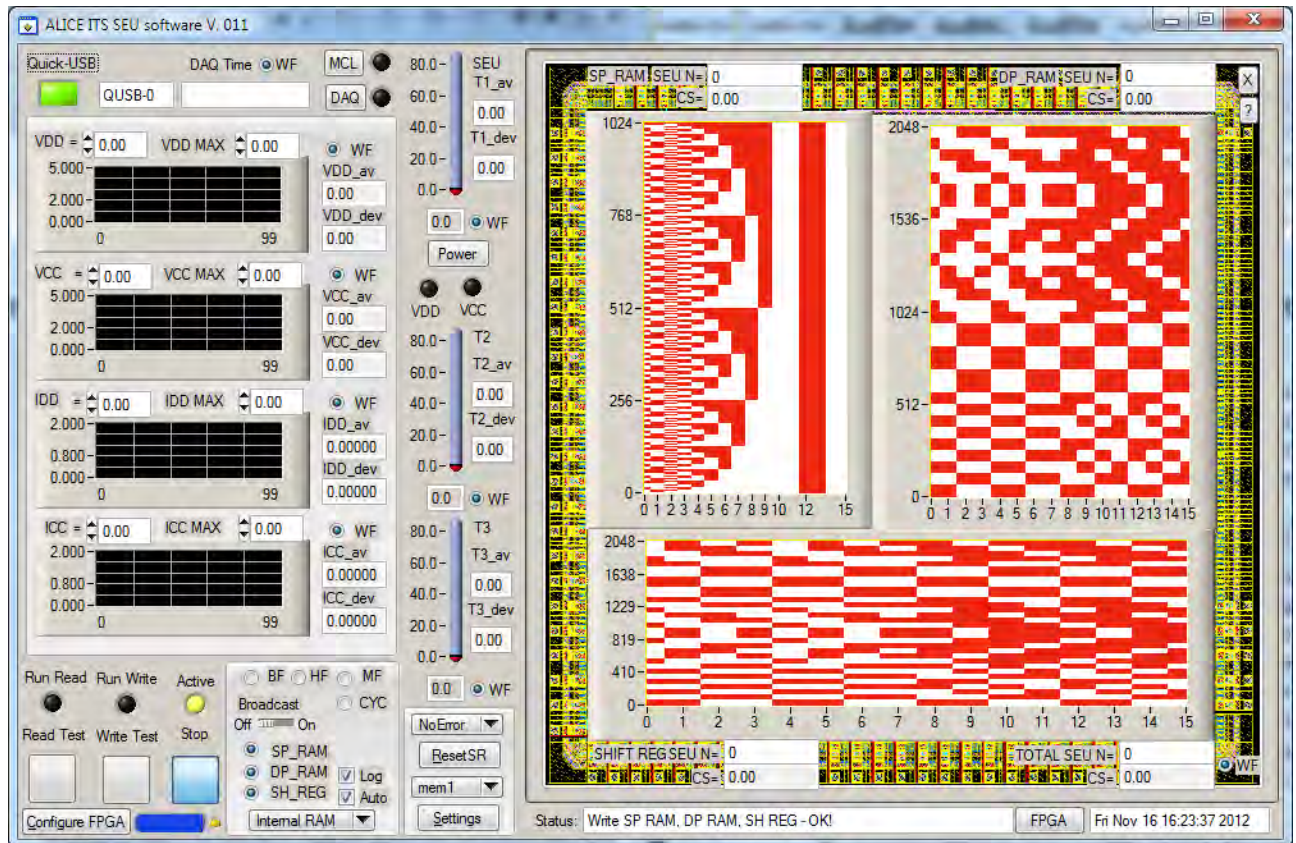 ALICE ITS SEU software V. 011
Quick-USB DAQ Time WF MCL
QUSB-0 DAQ
VDD = 0.00 VDD MAX 0.00 WF
5.000
2.000
0.000
0 99
VDD_av
0.00
VDD_dev
0.00
VCC = 0.00 VCC MAX 0.00 WF
5.000
2.000
0.000
0 99
VCC_av
0.00
VCC_dev
0.00
IDD = 0.00 IDD MAX 0.00 WF
2.000
0.800
0.000
0 99
IDD_av
0.00000
IDD_dev
0.00000
ICC = 0.00 ICC MAX 0.00 WF
2.000
0.800
0.000
0 99
ICC_av
0.00000
ICC_dev
0.00000
80.0
60.0
40.0
20.0
0.0
SEU
T1_av
0.00
T1_dev
0.00
0.0 WF
Power
VDD VCC
80.0
60.0
40.0
20.0
0.0
T2
T2_av
0.00
T2_dev
0.00
0.0 WF
80.0
60.0
40.0
20.0
0.0
T3
T3_av
0.00
T3_dev
0.00
0.0 WF
Run Read Run Write Active
Read Test Write Test Stop
Configure FPGA
BF HF MF
Broadcast CYC
Off On
SP_RAM
DP_RAM Log
SH_REG Auto
Internal RAM
NoError
ResetSR
mem1
Settings
SP_RAM SEU N= 0
CS= 0.00
DP_RAM SEU N= 0
CS= 0.00
X
?
1024
768
512
256
0
0 1 2 3 4 5 6 7 8 9 10 12 15
2048
1536
1024
512
0
0 1 2 3 4 5 6 7 8 9 10 11 12 13 14 15
2048
1638
1229
819
410
0
0 1 2 3 4 5 6 7 8 9 10 11 12 13 14 15
SHIFT REG SEU N= 0
CS= 0.00
TOTAL SEU N= 0
CS= 0.00
WF
Status: Write SP RAM, DP RAM, SH REG - OK! FPGA Fri Nov 16 16:23:37 2012